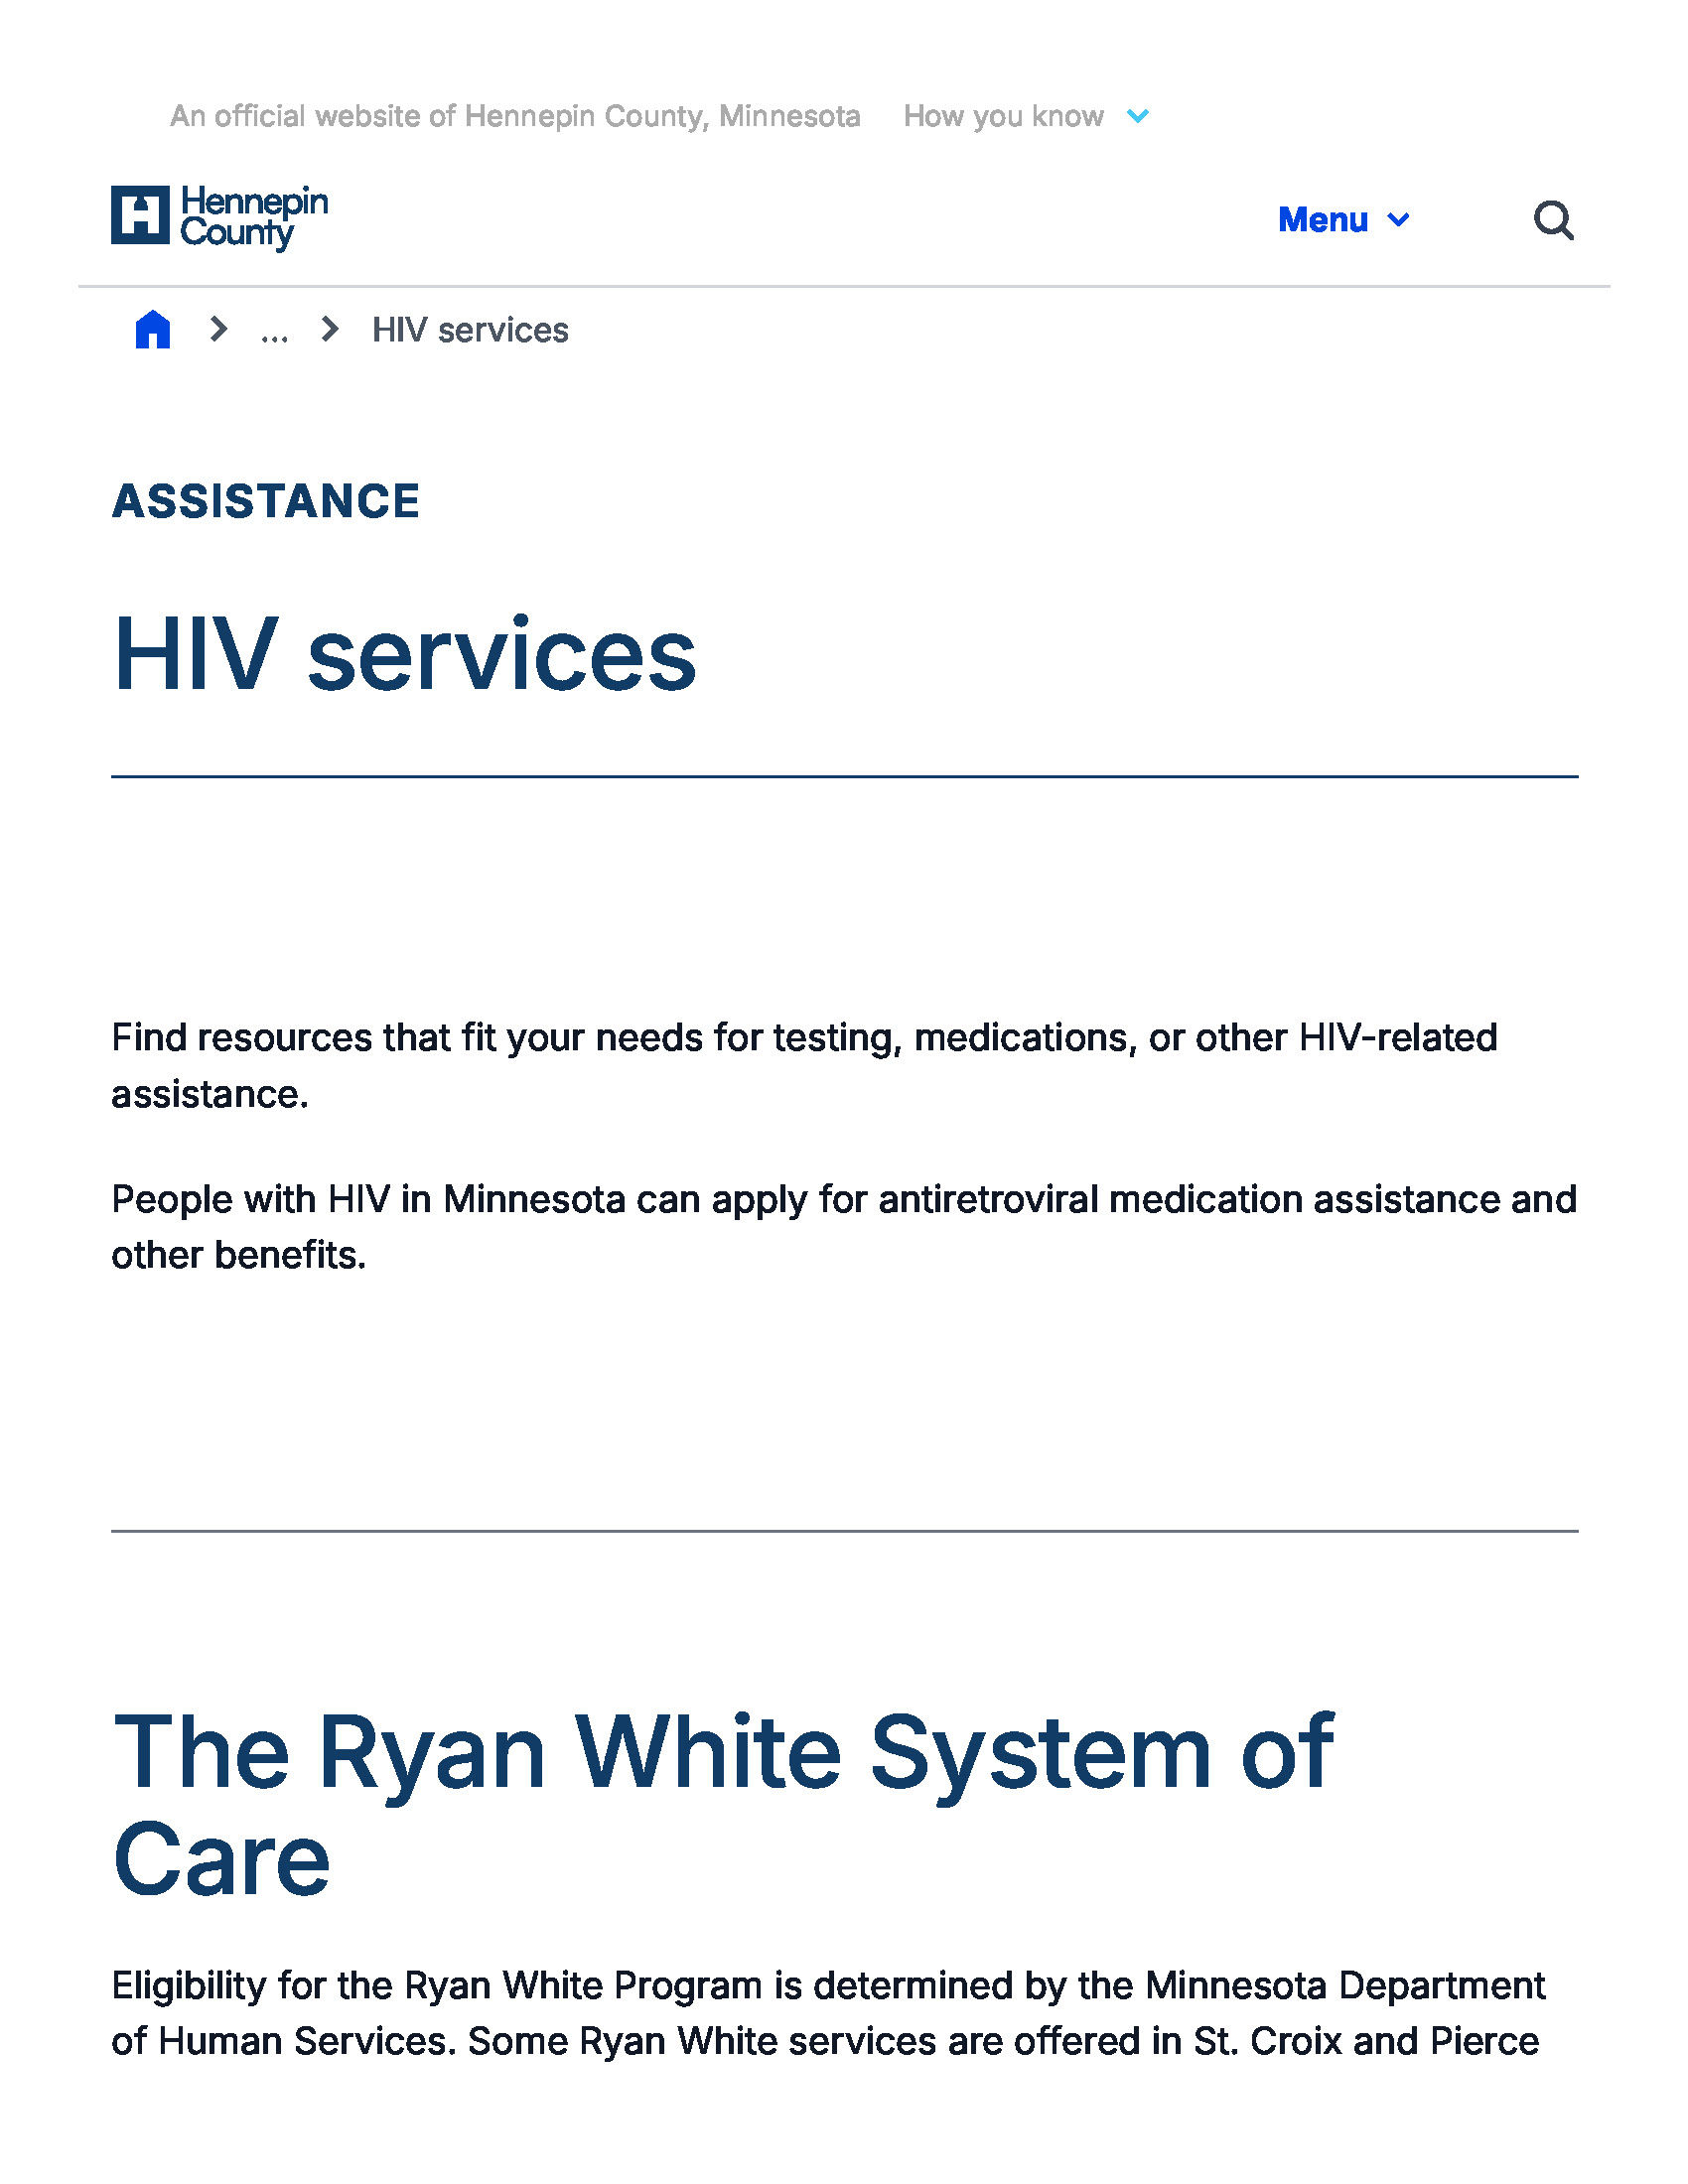 An official website of Hennepin County, Minnesota How you know
Hennepin
County
Menu
... HIV services
ASSISTANCE
HIV services
Find resources that fit your needs for testing, medications, or other HIV-related
assistance.
People with HIV in Minnesota can apply for antiretroviral medication assistance and
other benefits.
The Ryan White System of
Care
Eligibility for the Ryan White Program is determined by the Minnesota Department
of Human Services. Some Ryan White services are offered in St. Croix and Pierce